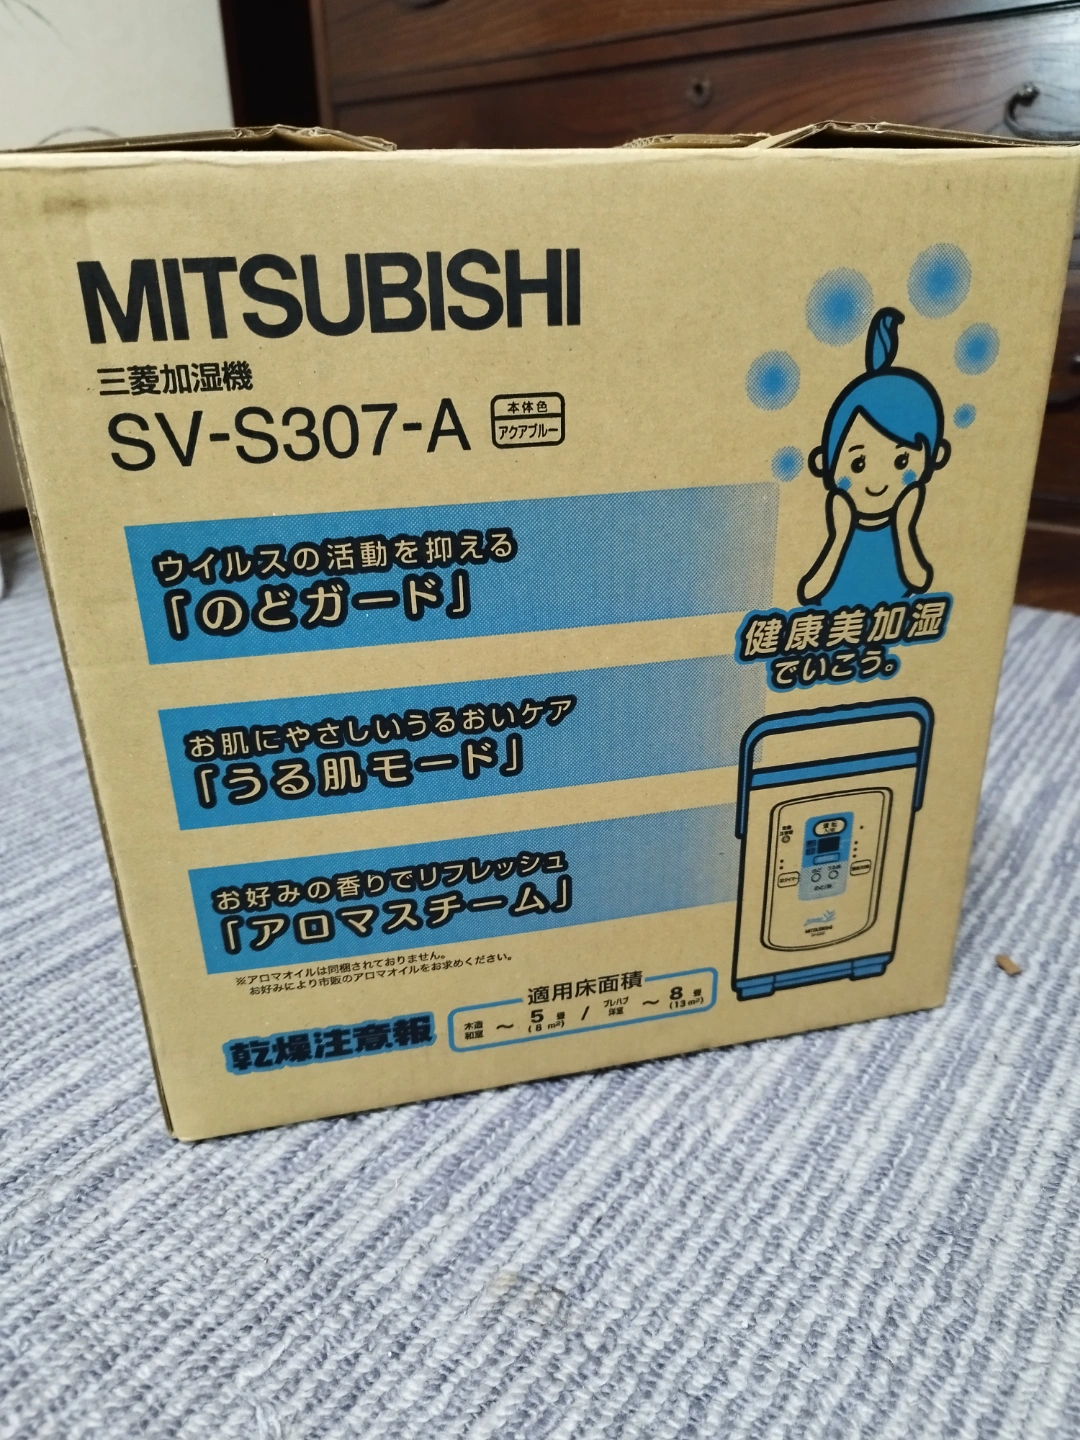 MITSUBISHI
三菱加湿機
SV-S307-A
本体色
アクアブルー
ウイルスの活動を抑える
「のどガード」
お肌にやさしいうるおいケア
「うる肌モード」
お好みの香りでリフレッシュ
「アロマスチーム」
※アロマオイルは同梱されておりません。
お好みにより市販のアロマオイルをお求めください。
乾燥注意報
適用床面積
木造和室 ～ 5畳(8m²) / プレハブ洋室 ～ 8畳(13m²)
健康美加湿
でいこう。
MITSUBISHI